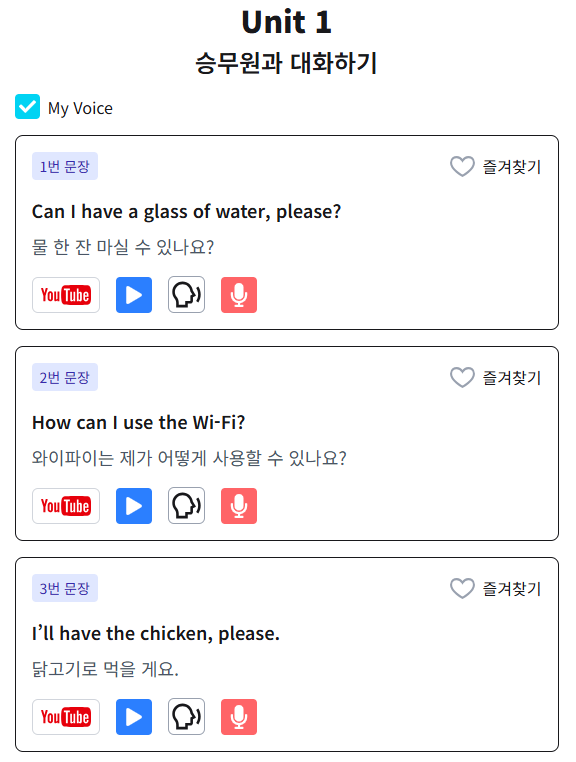 Unit 1
승무원과 대화하기
My Voice
1번 문장
즐겨찾기
Can I have a glass of water, please?
물 한 잔 마실 수 있나요?
YouTube
2번 문장
즐겨찾기
How can I use the Wi-Fi?
와이파이는 제가 어떻게 사용할 수 있나요?
YouTube
3번 문장
즐겨찾기
I’ll have the chicken, please.
닭고기로 먹을 게요.
YouTube